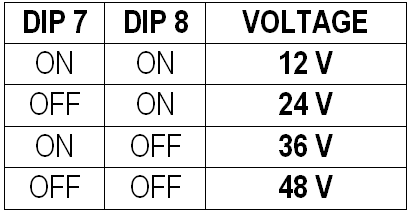 DIP 7 DIP 8 VOLTAGE
ON ON 12 V
OFF ON 24 V
ON OFF 36 V
OFF OFF 48 V